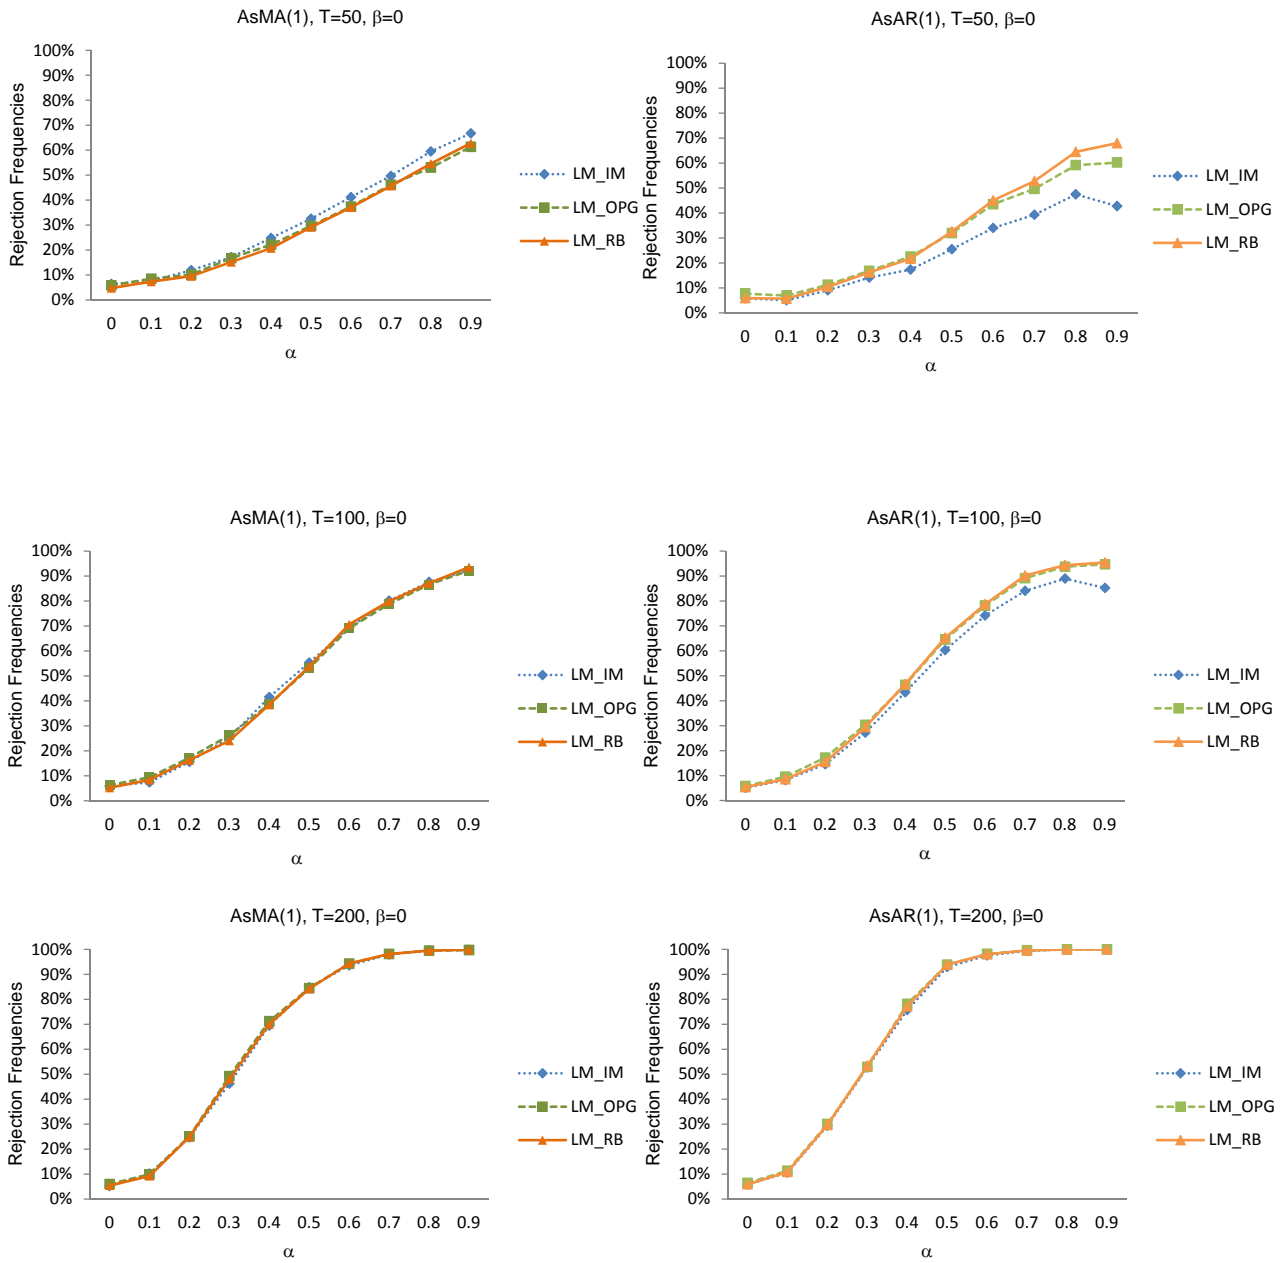 AsMA(1), T=50, β=0
Rejection Frequencies
100%
90%
80%
70%
60%
50%
40%
30%
20%
10%
0%
0 0.1 0.2 0.3 0.4 0.5 0.6 0.7 0.8 0.9
α
LM_IM
LM_OPG
LM_RB
AsAR(1), T=50, β=0
Rejection Frequencies
100%
90%
80%
70%
60%
50%
40%
30%
20%
10%
0%
0 0.1 0.2 0.3 0.4 0.5 0.6 0.7 0.8 0.9
α
LM_IM
LM_OPG
LM_RB
AsMA(1), T=100, β=0
Rejection Frequencies
100%
90%
80%
70%
60%
50%
40%
30%
20%
10%
0%
0 0.1 0.2 0.3 0.4 0.5 0.6 0.7 0.8 0.9
α
LM_IM
LM_OPG
LM_RB
AsAR(1), T=100, β=0
Rejection Frequencies
100%
90%
80%
70%
60%
50%
40%
30%
20%
10%
0%
0 0.1 0.2 0.3 0.4 0.5 0.6 0.7 0.8 0.9
α
LM_IM
LM_OPG
LM_RB
AsMA(1), T=200, β=0
Rejection Frequencies
100%
90%
80%
70%
60%
50%
40%
30%
20%
10%
0%
0 0.1 0.2 0.3 0.4 0.5 0.6 0.7 0.8 0.9
α
LM_IM
LM_OPG
LM_RB
AsAR(1), T=200, β=0
Rejection Frequencies
100%
90%
80%
70%
60%
50%
40%
30%
20%
10%
0%
0 0.1 0.2 0.3 0.4 0.5 0.6 0.7 0.8 0.9
α
LM_IM
LM_OPG
LM_RB